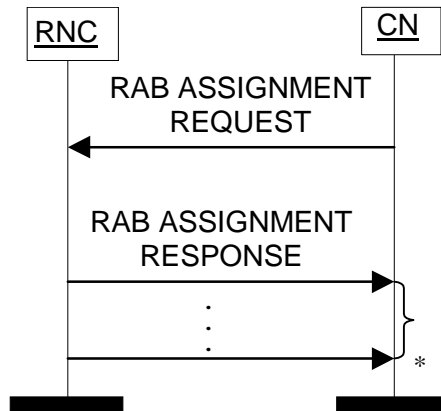 RNC
CN
RAB ASSIGNMENT
REQUEST
RAB ASSIGNMENT
RESPONSE
*